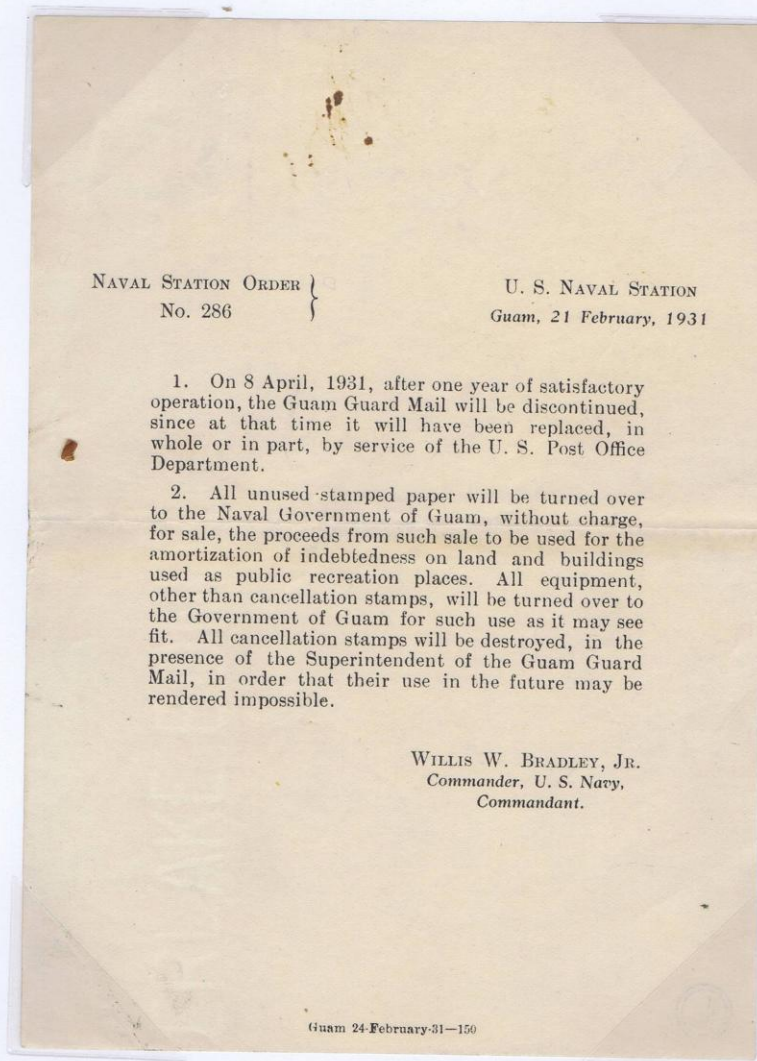 NAVAL STATION ORDER }
No. 286
U. S. NAVAL STATION
Guam, 21 February, 1931
1. On 8 April, 1931, after one year of satisfactory
operation, the Guam Guard Mail will be discontinued,
since at that time it will have been replaced, in
whole or in part, by service of the U. S. Post Office
Department.
2. All unused stamped paper will be turned over
to the Naval Government of Guam, without charge,
for sale, the proceeds from such sale to be used for the
amortization of indebtedness on land and buildings
used as public recreation places. All equipment,
other than cancellation stamps, will be turned over to
the Government of Guam for such use as it may see
fit. All cancellation stamps will be destroyed, in the
presence of the Superintendent of the Guam Guard
Mail, in order that their use in the future may be
rendered impossible.
WILLIS W. BRADLEY, JR.
Commander, U. S. Navy,
Commandant.
Guam 24-February-31—150